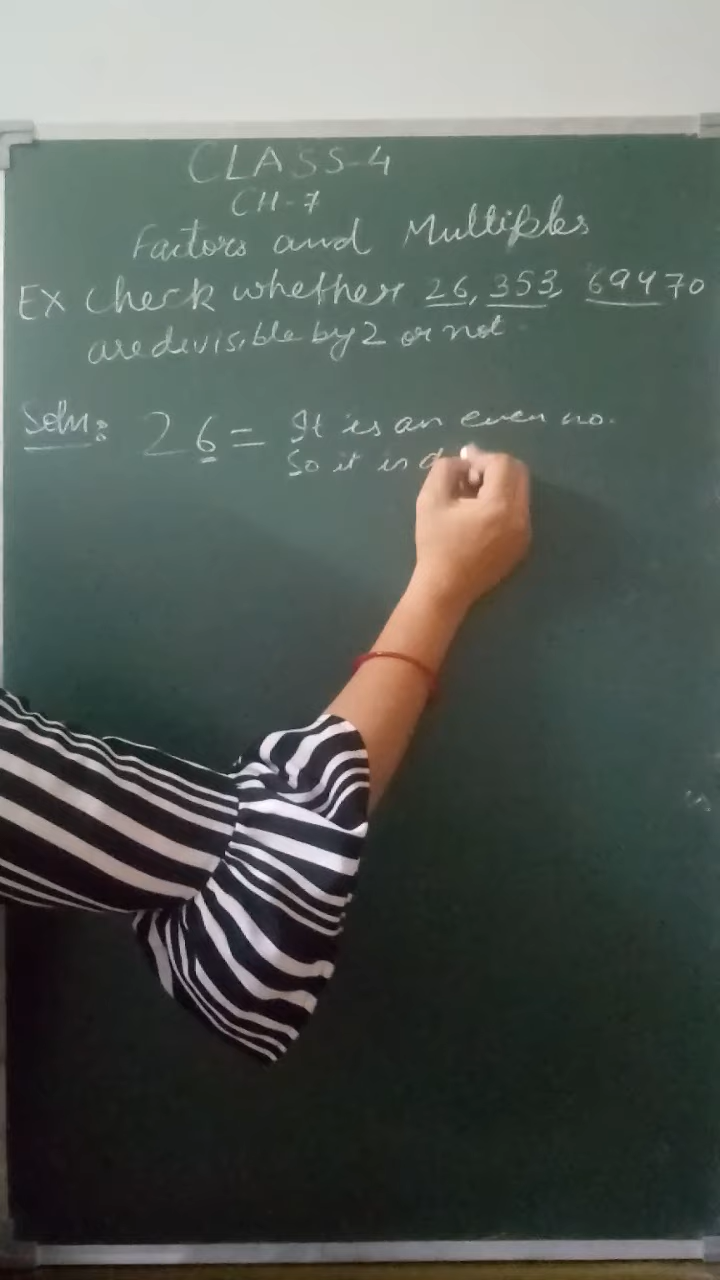 CLASS-4
CH-7
Factors and Multiples
EX Check whether 26, 353, 69470
are devisible by 2 or not.
Soln: 26 = It is an even no.
So it is d